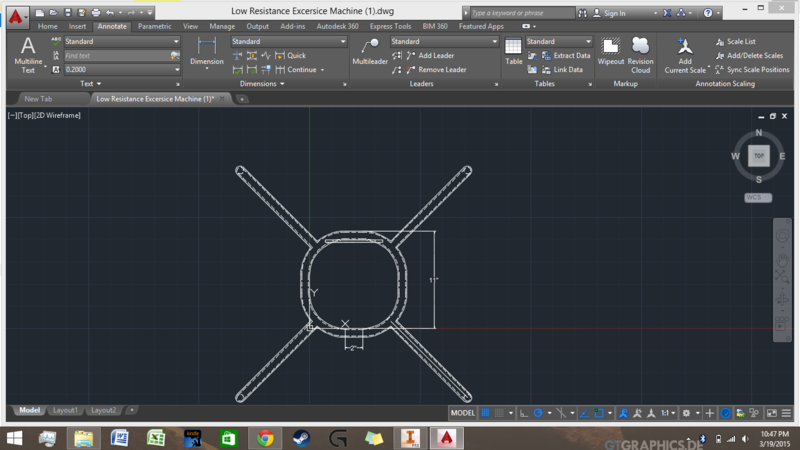 Low Resistance Excersice Machine (1).dwg
Type a keyword or phrase
Sign In
Home Insert Annotate Parametric View Manage Output Add-ins Autodesk 360 Express Tools BIM 360 Featured Apps
A
Multiline Text
ABC
Standard
Find text
0.2000
Text
Dimension
Standard
Quick
Continue
Dimensions
Multileader
Standard
Add Leader
Remove Leader
Leaders
Table
Standard
Extract Data
Link Data
Tables
Wipeout
Revision Cloud
Markup
Add Current Scale
Scale List
Add/Delete Scales
Sync Scale Positions
Annotation Scaling
New Tab
Low Resistance Excersice Machine (1)*
[−][Top][2D Wireframe]
N
W TOP E
S
WCS
Y
X
2"
Model Layout1 Layout2
MODEL
1:1
10:47 PM
3/19/2015
GTGRAPHICS.DE